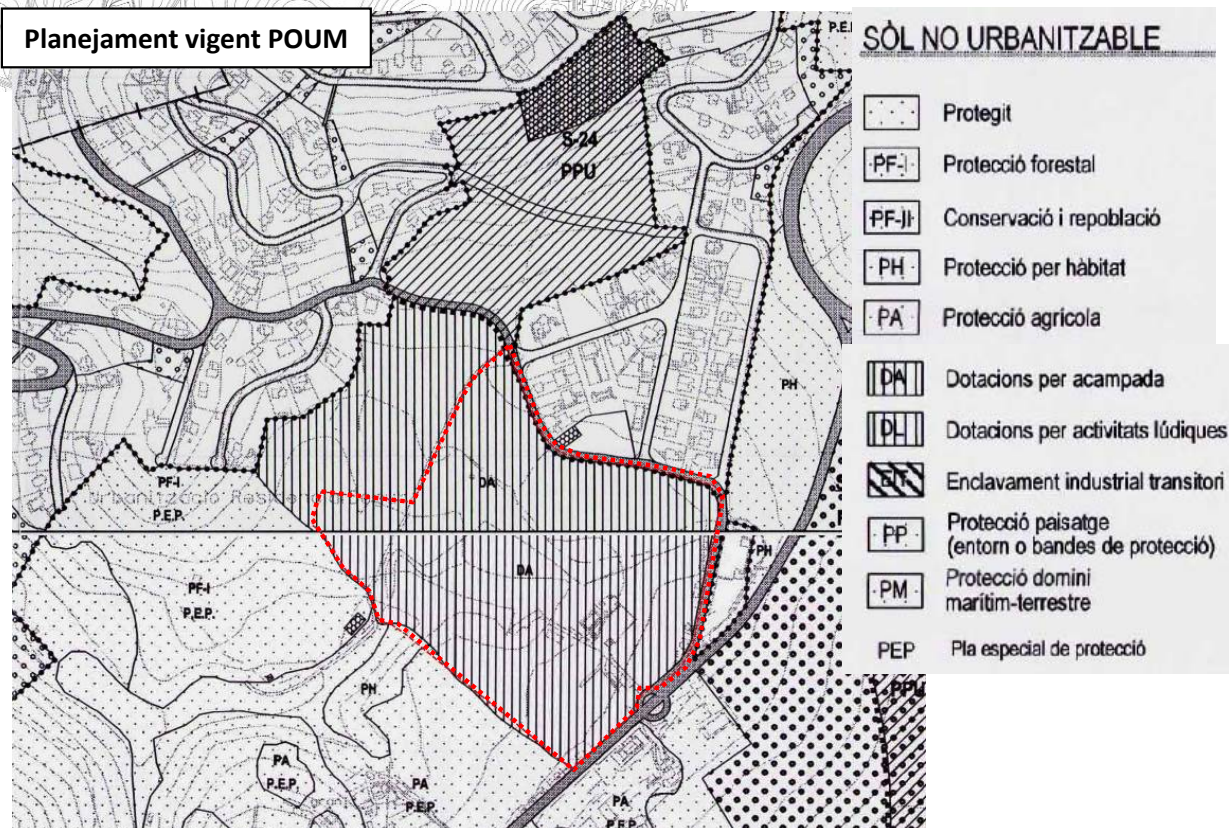 Planejament vigent POUM
P.E.P.
S-24
PPU
PH
DA
PF-I
P.E.P.
Urbanització Residencial
DA
PH
PF-I
P.E.P.
PH
PPU
PA
P.E.P.
PA
P.E.P.
PA
P.E.P.
SÒL NO URBANITZABLE
Protegit
PF-I Protecció forestal
PF-II Conservació i repoblació
PH Protecció per hàbitat
PA Protecció agrícola
DA Dotacions per acampada
DL Dotacions per activitats lúdiques
E.I.T. Enclavament industrial transitori
PP Protecció paisatge
(entorn o bandes de protecció)
PM Protecció domini
marítim-terrestre
PEP Pla especial de protecció